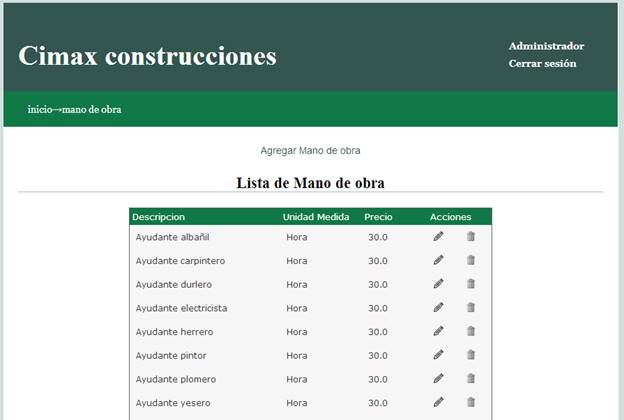 Cimax construcciones
Administrador
Cerrar sesión
inicio→mano de obra
Agregar Mano de obra
Lista de Mano de obra
Descripcion Unidad Medida Precio Acciones
Ayudante albañil Hora 30.0
Ayudante carpintero Hora 30.0
Ayudante durlero Hora 30.0
Ayudante electricista Hora 30.0
Ayudante herrero Hora 30.0
Ayudante pintor Hora 30.0
Ayudante plomero Hora 30.0
Ayudante yesero Hora 30.0